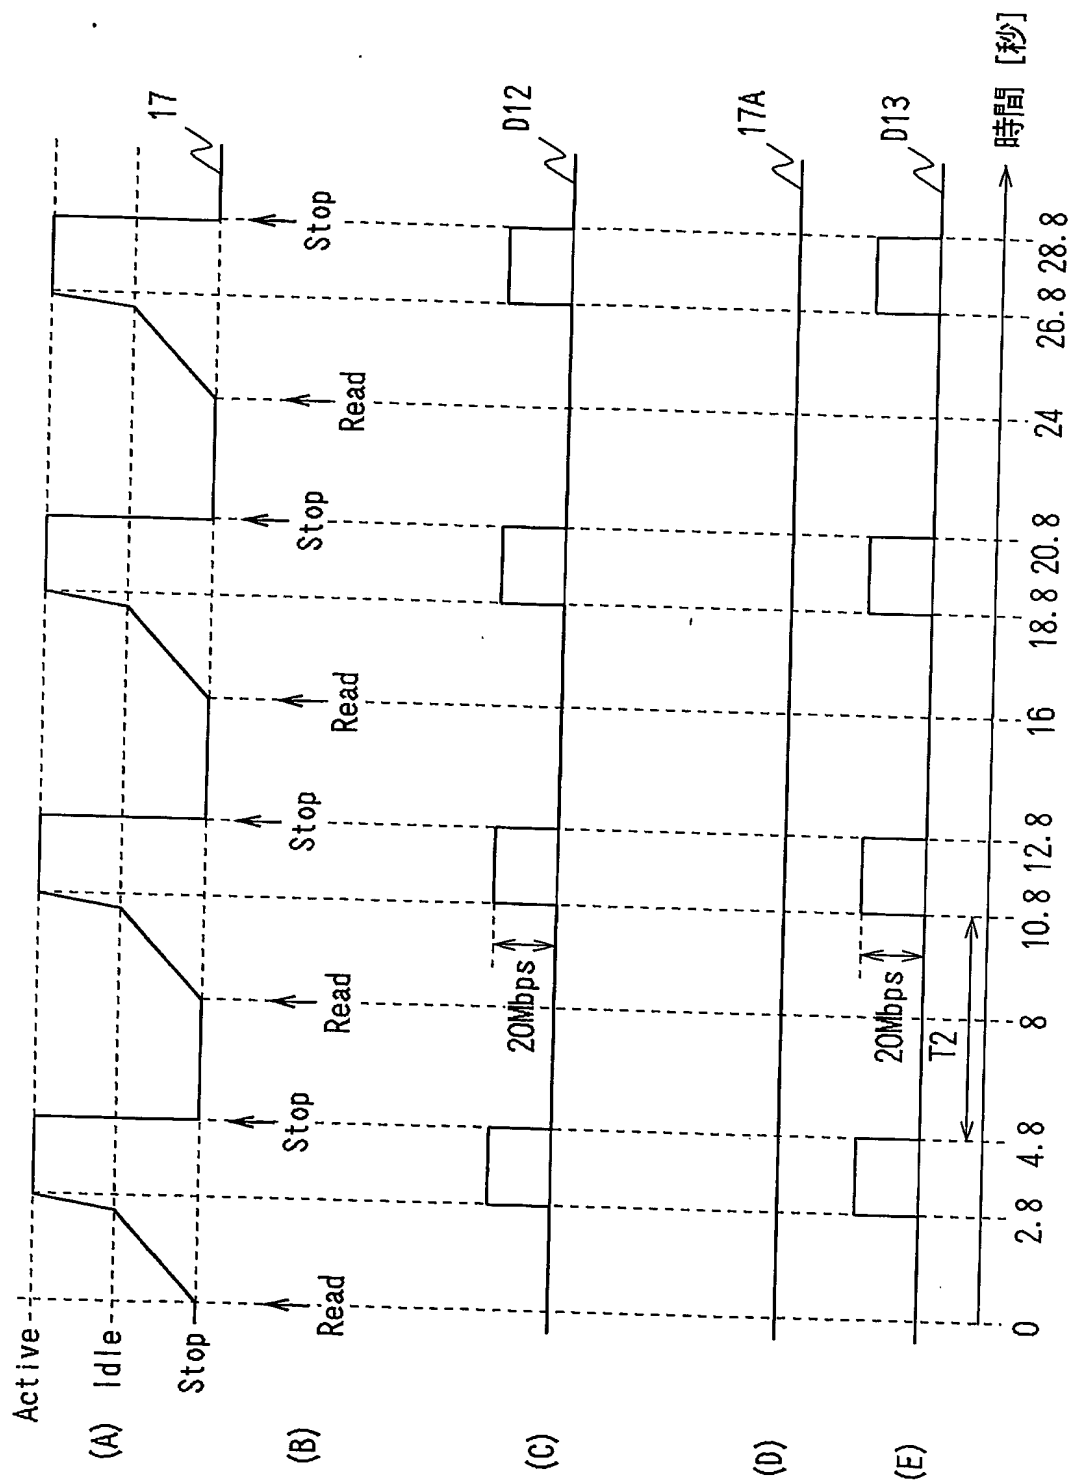 (A)
Active
Idle
Stop
17
(B)
Read
Stop
Read
Stop
Read
Stop
Read
Stop
(C)
20Mbps
D12
(D)
17A
(E)
20Mbps
D13
T2
0
2.8
4.8
8
10.8
12.8
16
18.8
20.8
24
26.8
28.8
時間 [秒]